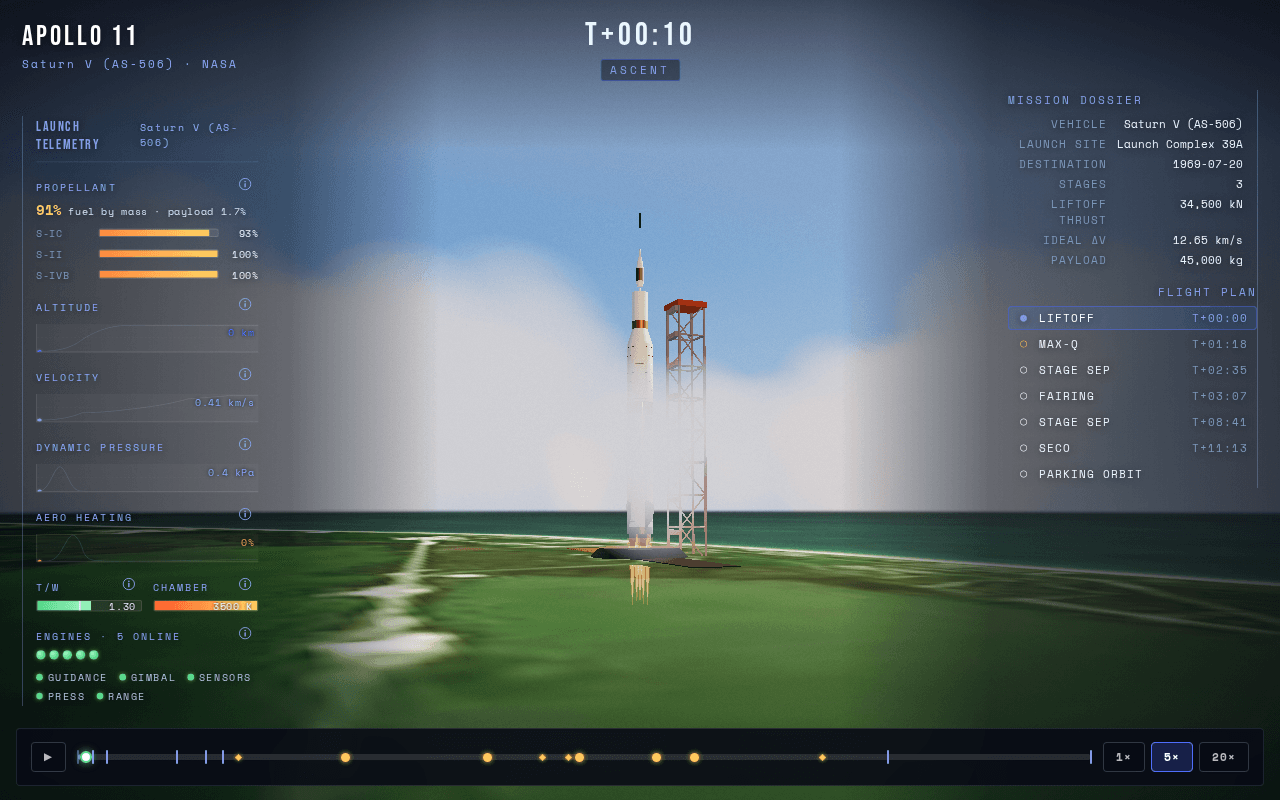 APOLLO 11
Saturn V (AS-506) · NASA
T+00:10
ASCENT
LAUNCH TELEMETRY
Saturn V (AS-506)
PROPELLANT
91% fuel by mass · payload 1.7%
S-IC 93%
S-II 100%
S-IVB 100%
ALTITUDE
VELOCITY
0.41 km/s
DYNAMIC PRESSURE
0.4 kPa
AERO HEATING
0%
T/W
1.30
CHAMBER
3500 K
ENGINES · 5 ONLINE
GUIDANCE GIMBAL SENSORS
PRESS RANGE
MISSION DOSSIER
VEHICLE Saturn V (AS-506)
LAUNCH SITE Launch Complex 39A
DESTINATION 1969-07-20
STAGES 3
LIFTOFF THRUST 34,500 kN
IDEAL ΔV 12.65 km/s
PAYLOAD 45,000 kg
FLIGHT PLAN
LIFTOFF T+00:00
MAX-Q T+01:18
STAGE SEP T+02:35
FAIRING T+03:07
STAGE SEP T+08:41
SECO T+11:13
PARKING ORBIT
1× 5× 20×